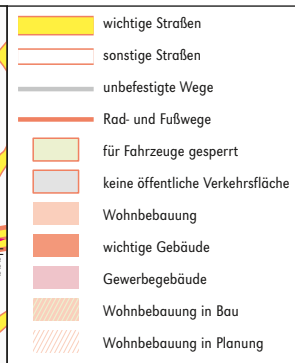 wichtige Straßen
sonstige Straßen
unbefestigte Wege
Rad- und Fußwege
für Fahrzeuge gesperrt
keine öffentliche Verkehrsfläche
Wohnbebauung
wichtige Gebäude
Gewerbegebäude
Wohnbebauung in Bau
Wohnbebauung in Planung